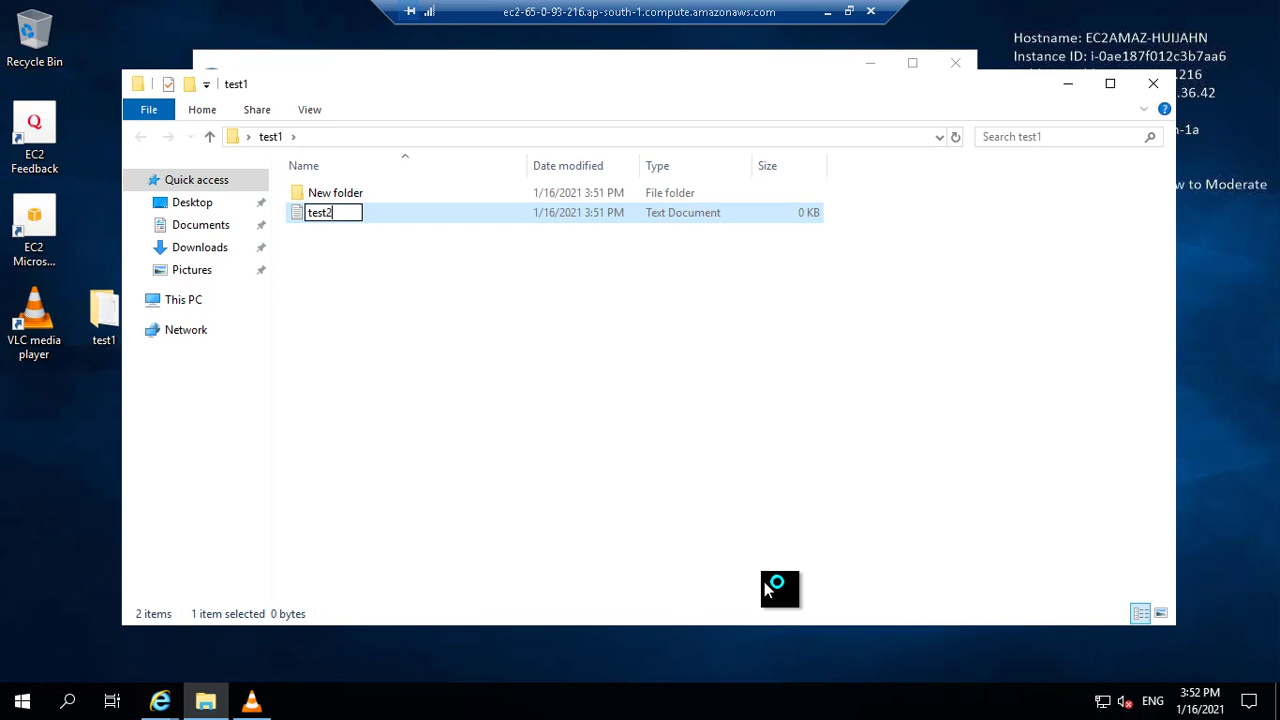 ec2-65-0-93-216.ap-south-1.compute.amazonaws.com
Recycle Bin
Hostname: EC2AMAZ-HUIJAHN
Instance ID: i-0ae187f012c3b7aa6
.216
.36.42
-1a
w to Moderate
EC2
Feedback
EC2
Micros...
VLC media
player
test1
test1
File
Home
Share
View
test1
Search test1
Name
Date modified
Type
Size
Quick access
Desktop
Documents
Downloads
Pictures
This PC
Network
New folder
1/16/2021 3:51 PM
File folder
test2
1/16/2021 3:51 PM
Text Document
0 KB
2 items
1 item selected
0 bytes
ENG
3:52 PM
1/16/2021